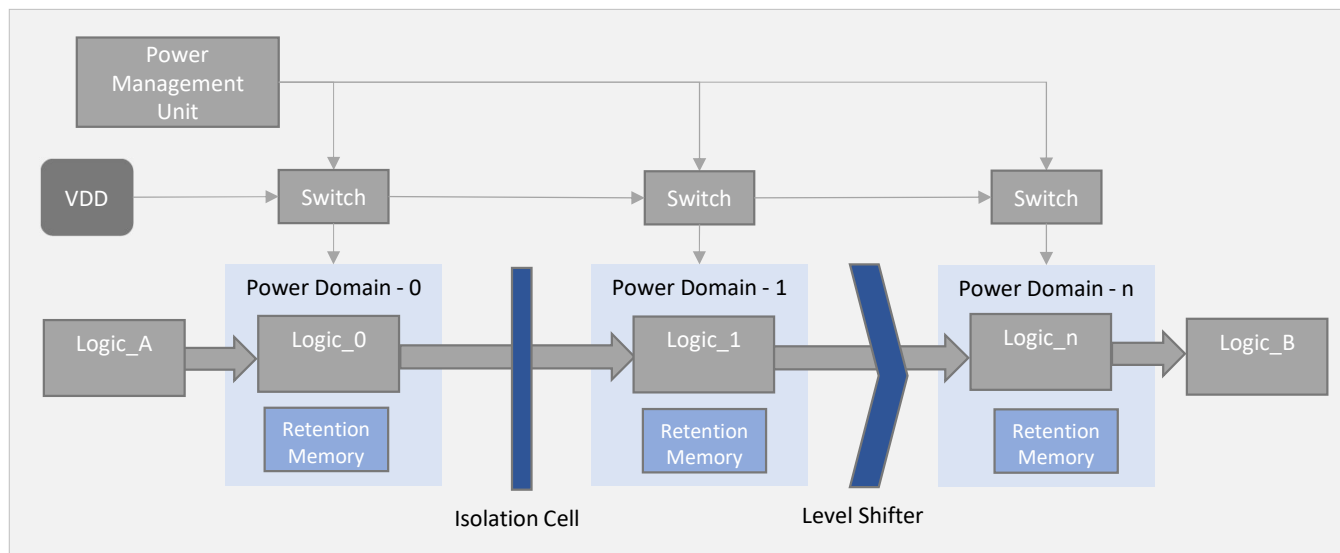 Power
Management
Unit
VDD
Switch
Switch
Switch
Power Domain - 0
Power Domain - 1
Power Domain - n
Logic_A
Logic_0
Logic_1
Logic_n
Logic_B
Retention
Memory
Retention
Memory
Retention
Memory
Isolation Cell
Level Shifter